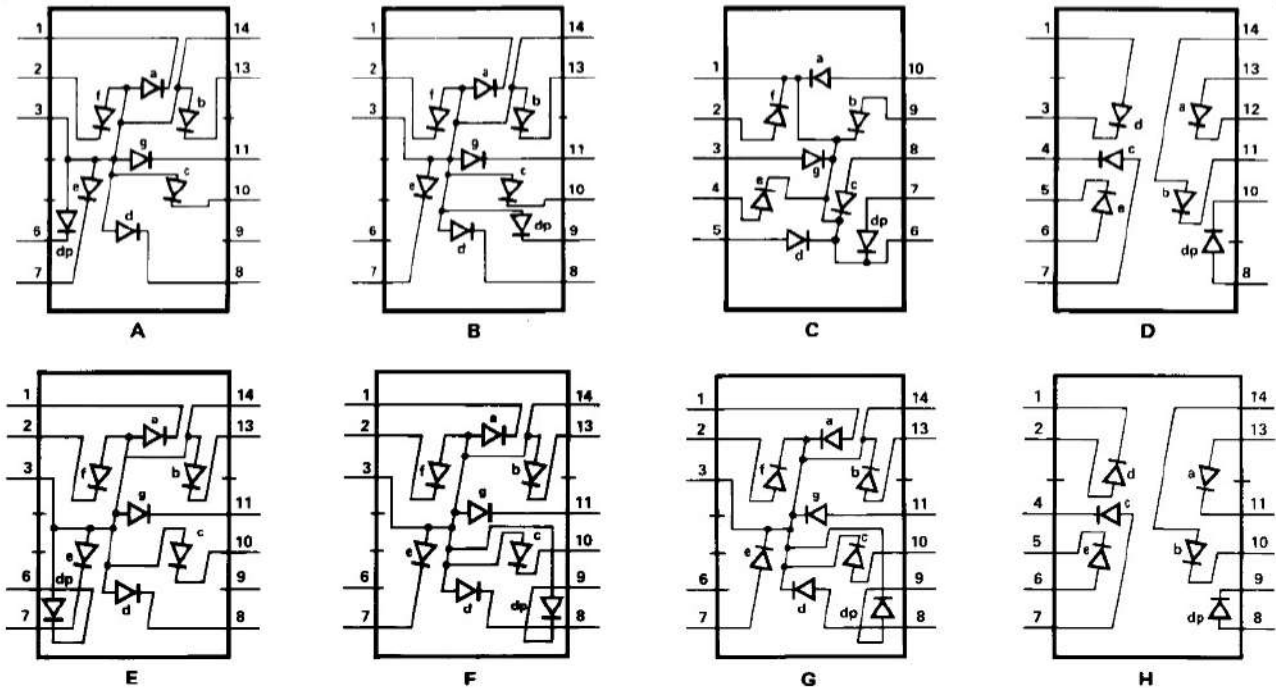 1 14
2 a 13
f b
3 g 11
e c 10
6 d 9
dp
7 8
A
1 14
2 a 13
f b
3 g 11
e c 10
6 d dp 9
7 8
B
1 a 10
2 f b 9
3 g 8
4 e c 7
5 d dp 6
C
1 14
13
3 a 12
d
4 c 11
5 b 10
e
6 dp
7 8
D
1 14
2 a 13
f b
3 g 11
e c 10
dp
6 d 9
7 8
E
1 14
2 a 13
f b
3 g 11
e c 10
6 d 9
dp
7 8
F
1 14
2 a 13
f b
3 g 11
e c 10
6 d 9
dp
7 8
G
1 14
2 13
d a
4 c 11
5 e b 10
6 9
dp
7 8
H